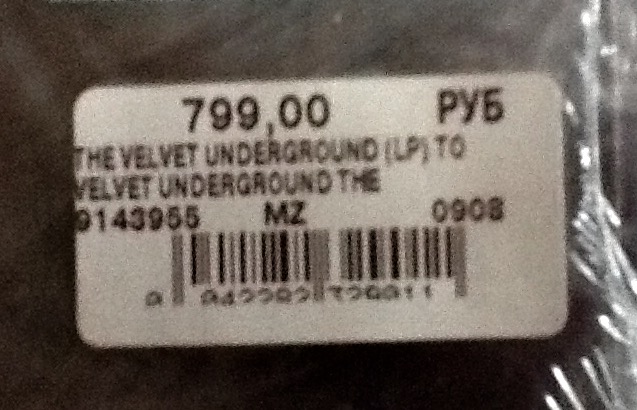 799,00 РУБ
THE VELVET UNDERGROUND (LP) TO
VELVET UNDERGROUND THE
9143955 MZ 0908